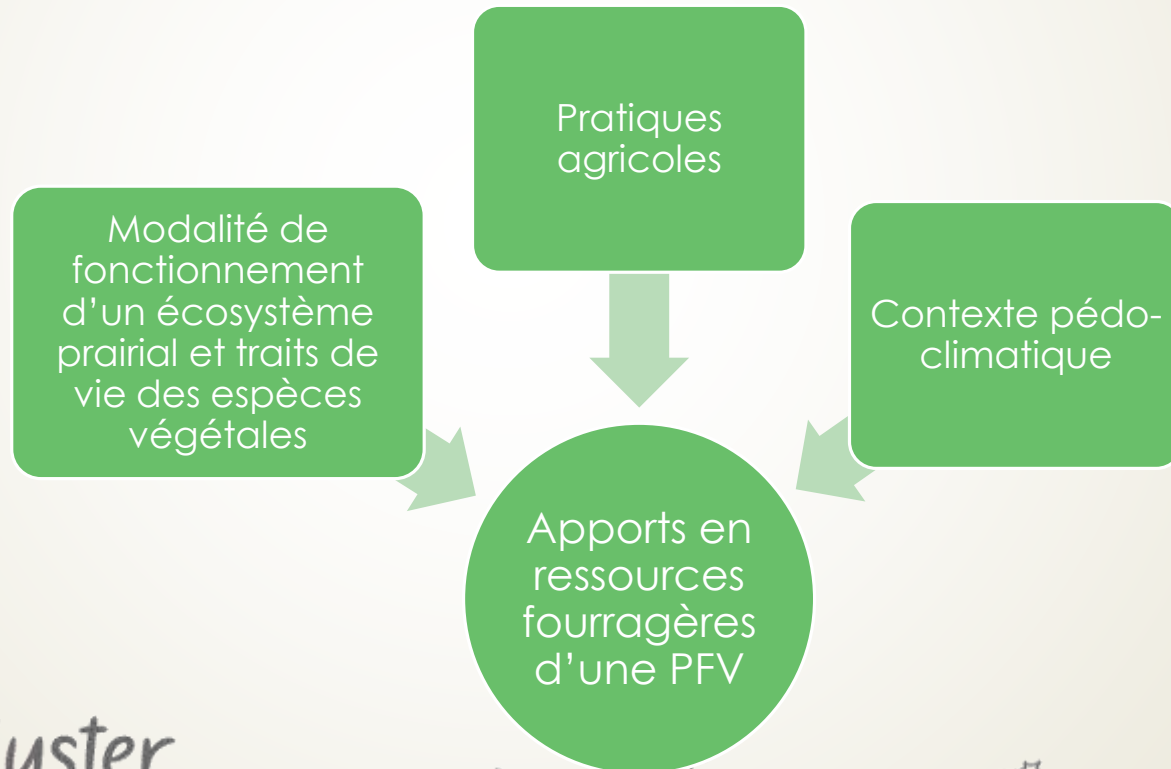 Pratiques
agricoles
Modalité de
fonctionnement
d’un écosystème
prairial et traits de
vie des espèces
végétales
Contexte pédo-
climatique
Apports en
ressources
fourragères
d’une PFV